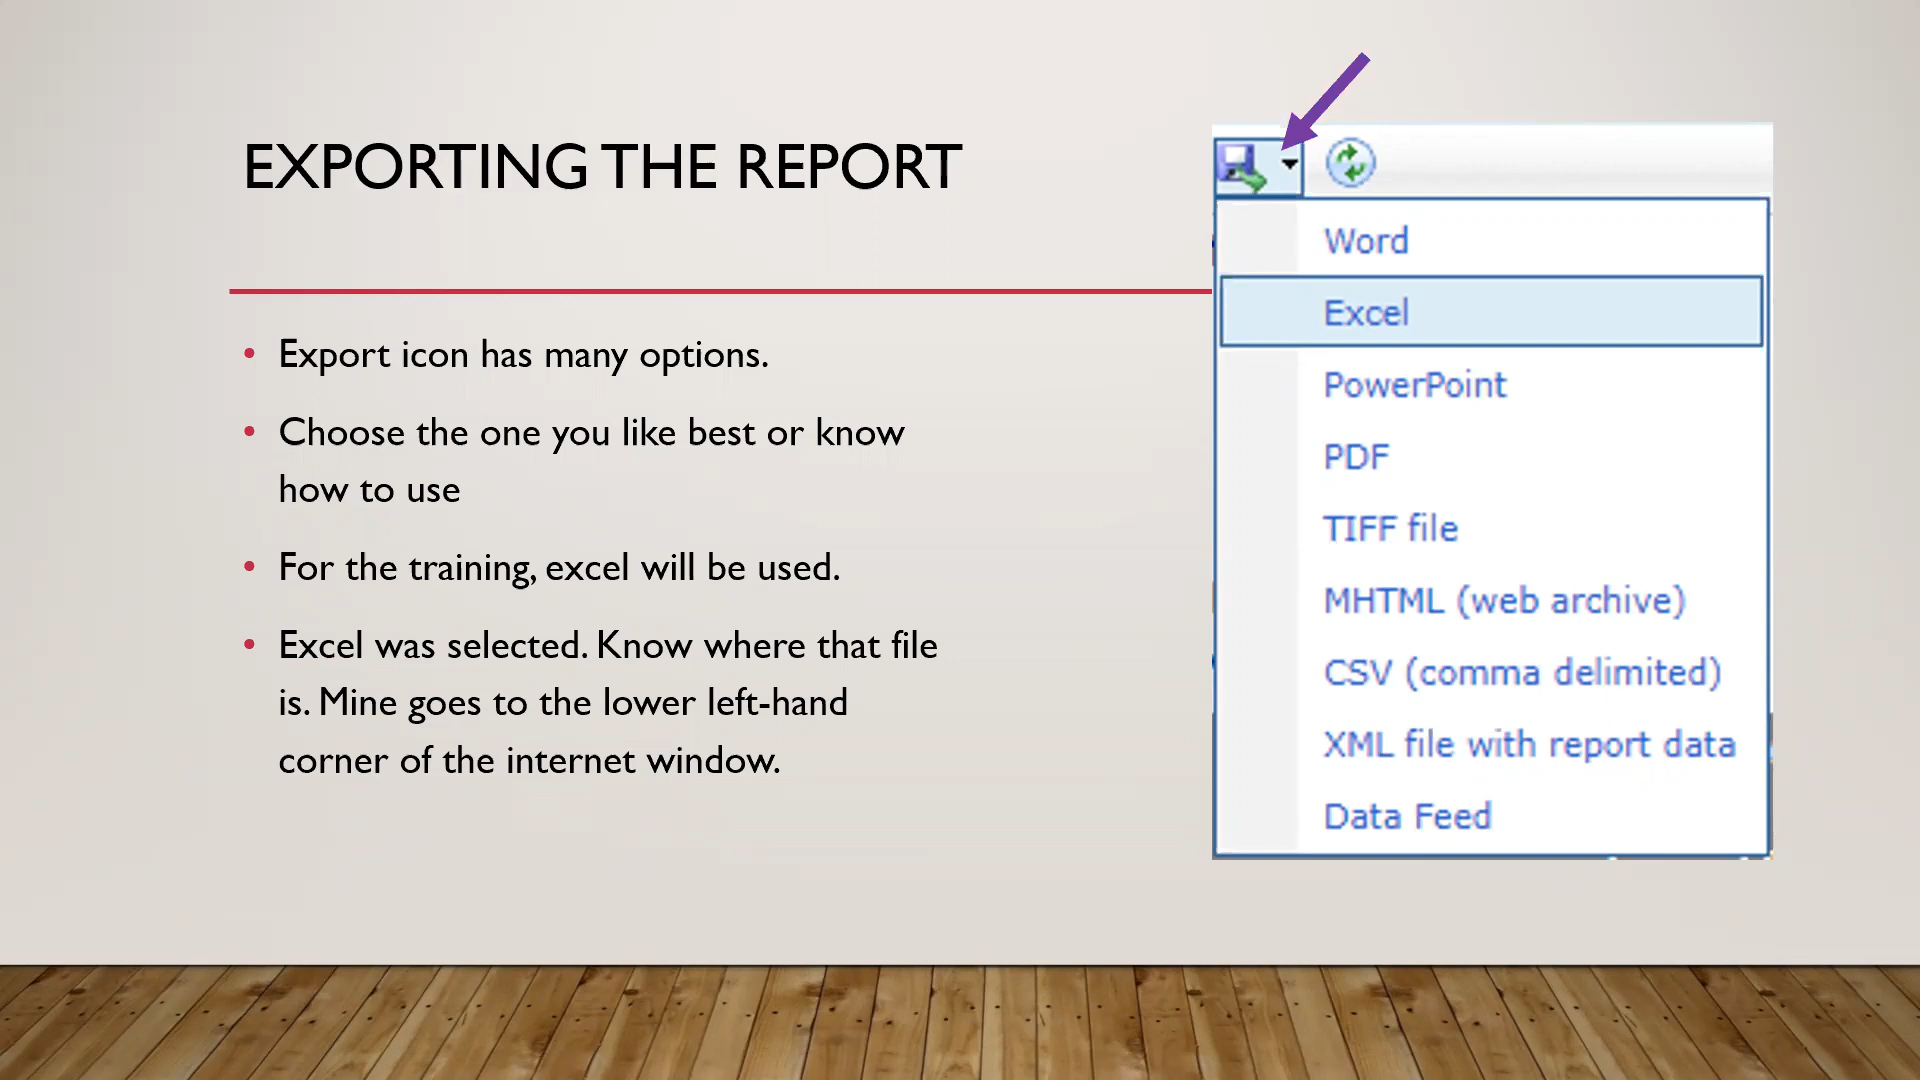 EXPORTING THE REPORT
• Export icon has many options.
• Choose the one you like best or know
how to use
• For the training, excel will be used.
• Excel was selected. Know where that file
is. Mine goes to the lower left-hand
corner of the internet window.
Word
Excel
PowerPoint
PDF
TIFF file
MHTML (web archive)
CSV (comma delimited)
XML file with report data
Data Feed